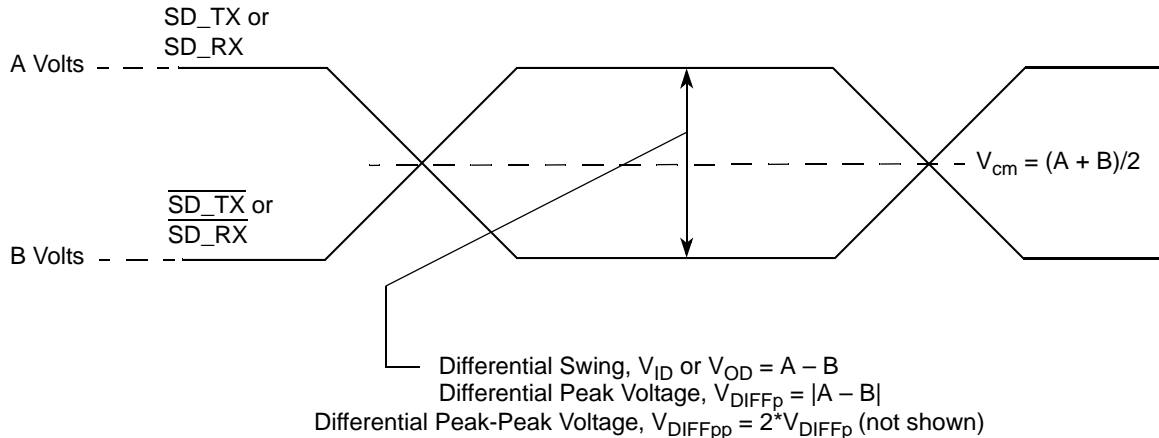 SD_TX or
SD_RX
A Volts
V_cm = (A + B)/2
SD_TX or
SD_RX
B Volts
Differential Swing, V_ID or V_OD = A – B
Differential Peak Voltage, V_DIFFp = |A – B|
Differential Peak-Peak Voltage, V_DIFFpp = 2*V_DIFFp (not shown)